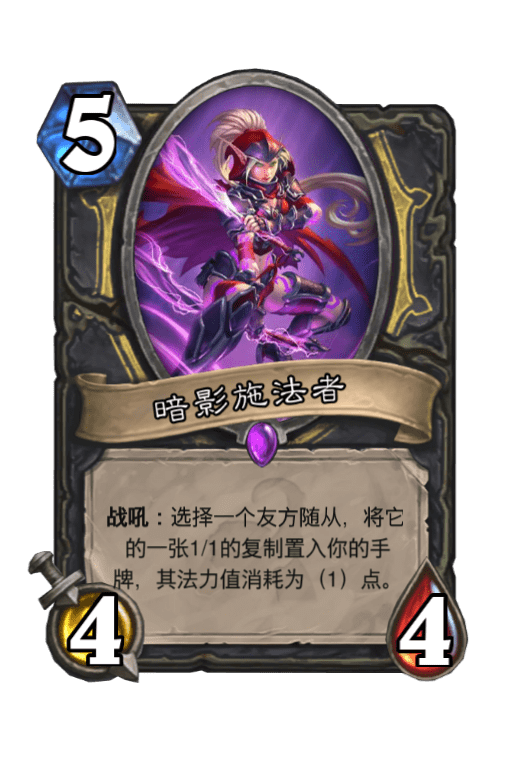 5
暗影施法者
战吼：选择一个友方随从，将它
的一张1/1的复制置入你的手
牌，其法力值消耗为（1）点。
4
4